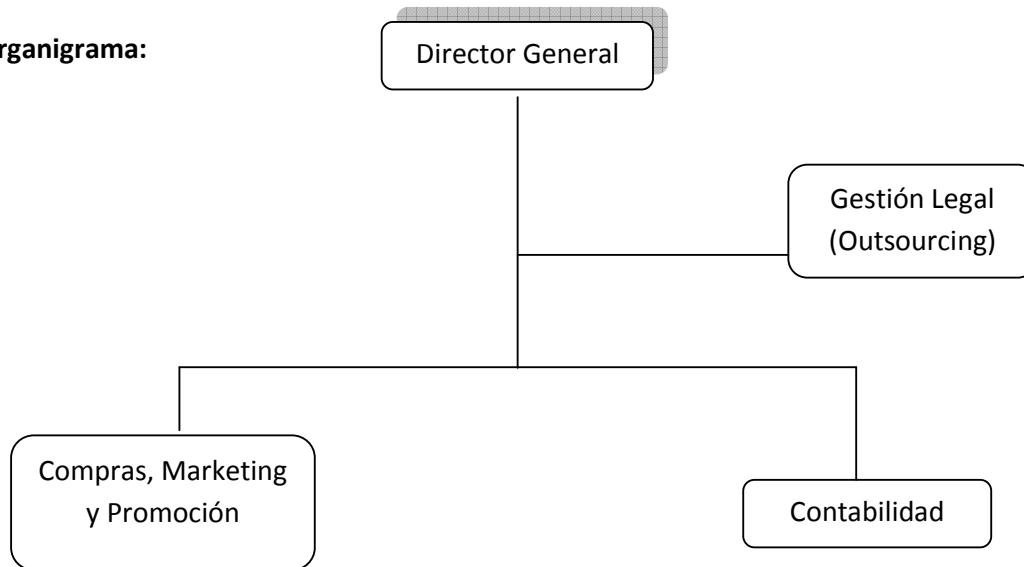 rganigrama:
Director General
Gestión Legal
(Outsourcing)
Compras, Marketing
y Promoción
Contabilidad